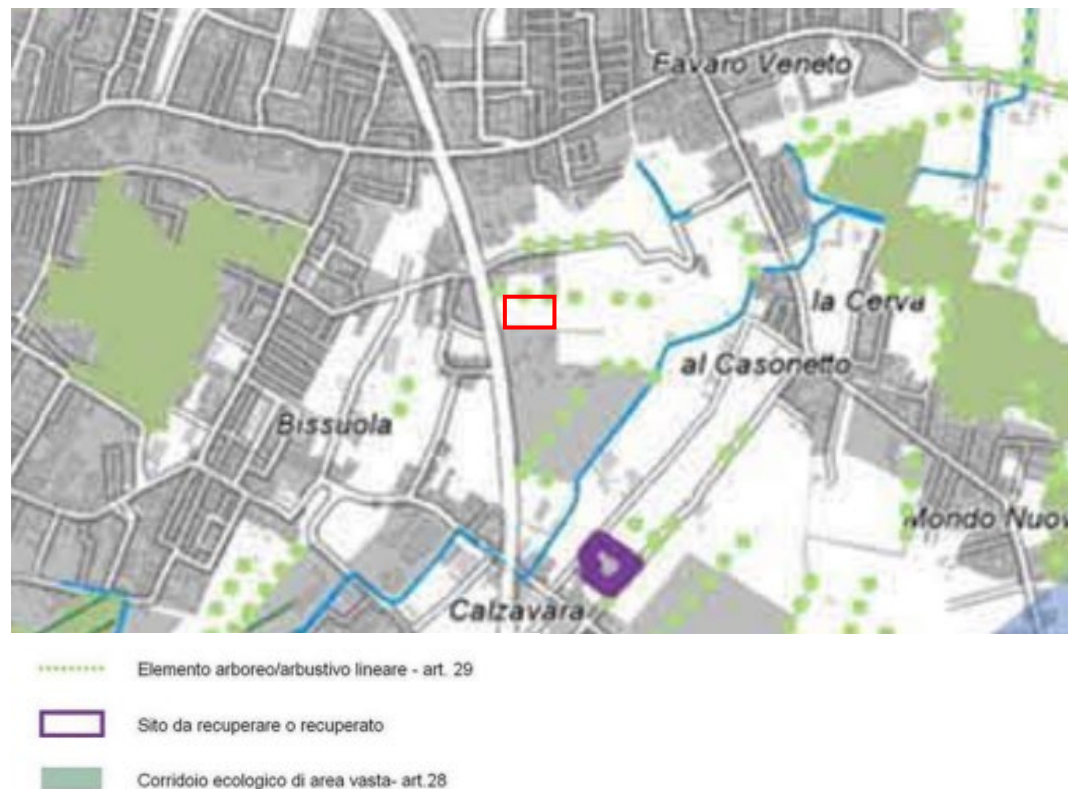 Favaro Veneto
la Cerva
al Casonetto
Bissuola
Mondo Nuov
Calzavara
Elemento arboreo/arbustivo lineare - art. 29
Sito da recuperare o recuperato
Corridoio ecologico di area vasta- art.28